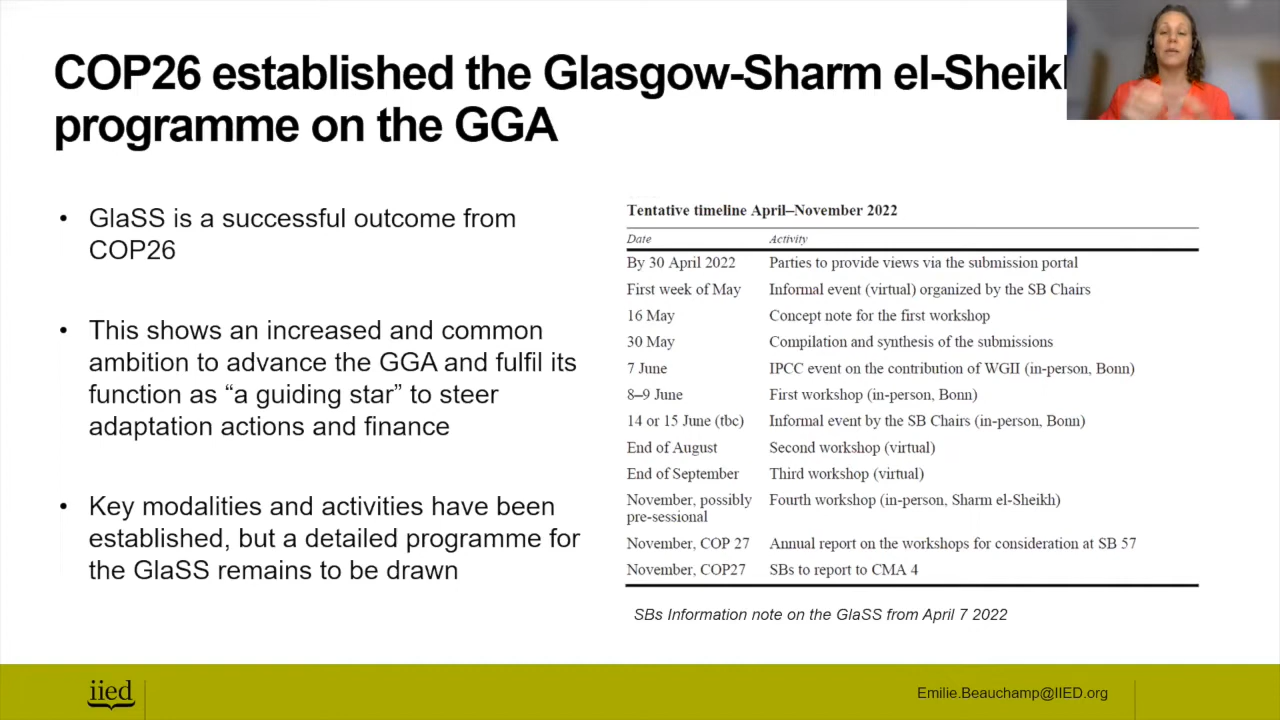 COP26 established the Glasgow-Sharm el-Sheikh
programme on the GGA
• GlaSS is a successful outcome from
COP26
• This shows an increased and common
ambition to advance the GGA and fulfil its
function as “a guiding star” to steer
adaptation actions and finance
• Key modalities and activities have been
established, but a detailed programme for
the GlaSS remains to be drawn
Tentative timeline April–November 2022
Date Activity
By 30 April 2022 Parties to provide views via the submission portal
First week of May Informal event (virtual) organized by the SB Chairs
16 May Concept note for the first workshop
30 May Compilation and synthesis of the submissions
7 June IPCC event on the contribution of WGII (in-person, Bonn)
8–9 June First workshop (in-person, Bonn)
14 or 15 June (tbc) Informal event by the SB Chairs (in-person, Bonn)
End of August Second workshop (virtual)
End of September Third workshop (virtual)
November, possibly Fourth workshop (in-person, Sharm el-Sheikh)
pre-sessional
November, COP 27 Annual report on the workshops for consideration at SB 57
November, COP27 SBs to report to CMA 4
SBs Information note on the GlaSS from April 7 2022
iied
Emilie.Beauchamp@IIED.org